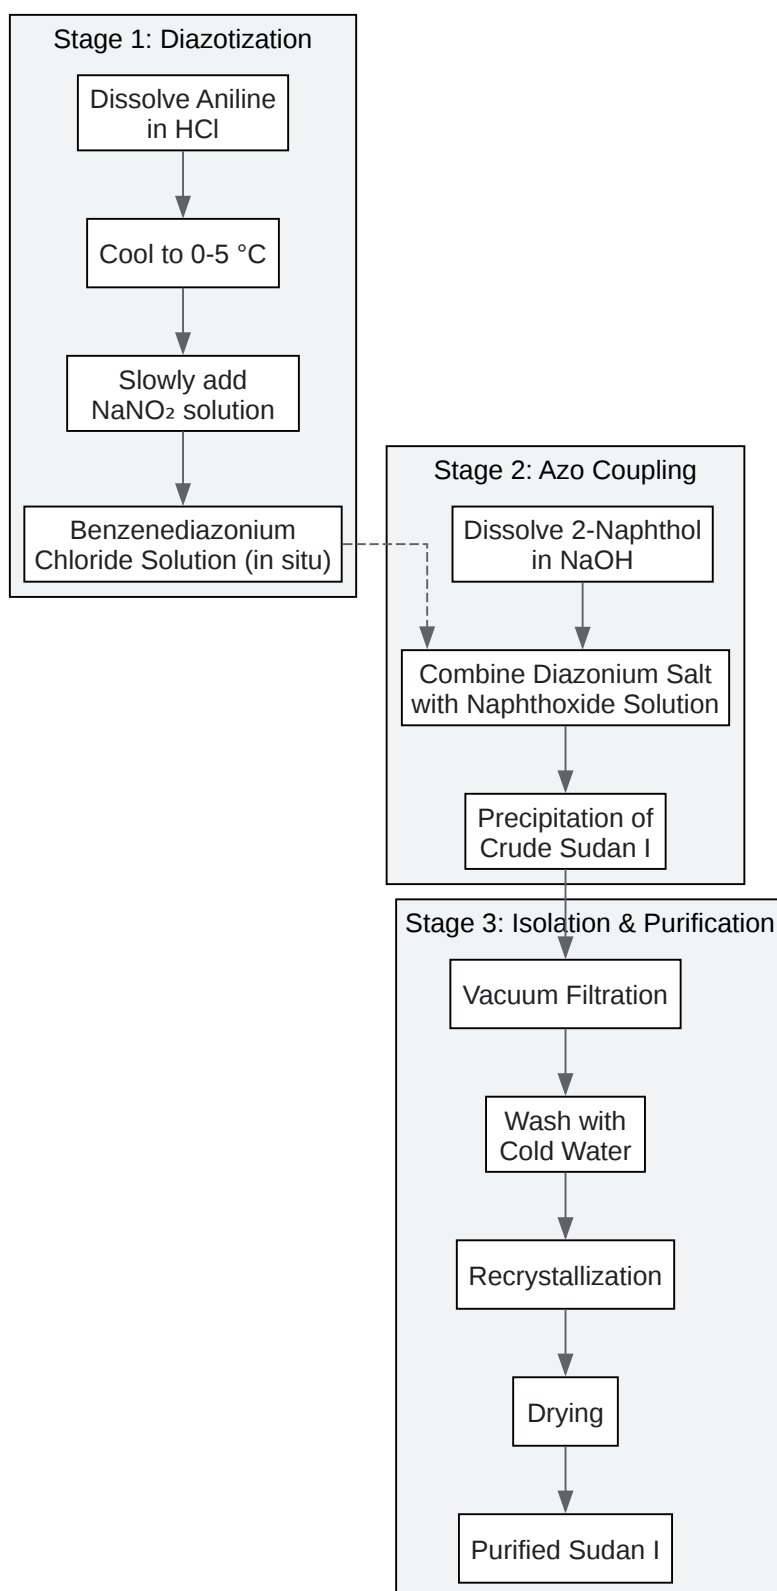 Stage 1: Diazotization
Dissolve Aniline
in HCl
Cool to 0-5 °C
Slowly add
NaNO₂ solution
Benzenediazonium
Chloride Solution (in situ)
Stage 2: Azo Coupling
Dissolve 2-Naphthol
in NaOH
Combine Diazonium Salt
with Naphthoxide Solution
Precipitation of
Crude Sudan I
Stage 3: Isolation & Purification
Vacuum Filtration
Wash with
Cold Water
Recrystallization
Drying
Purified Sudan I